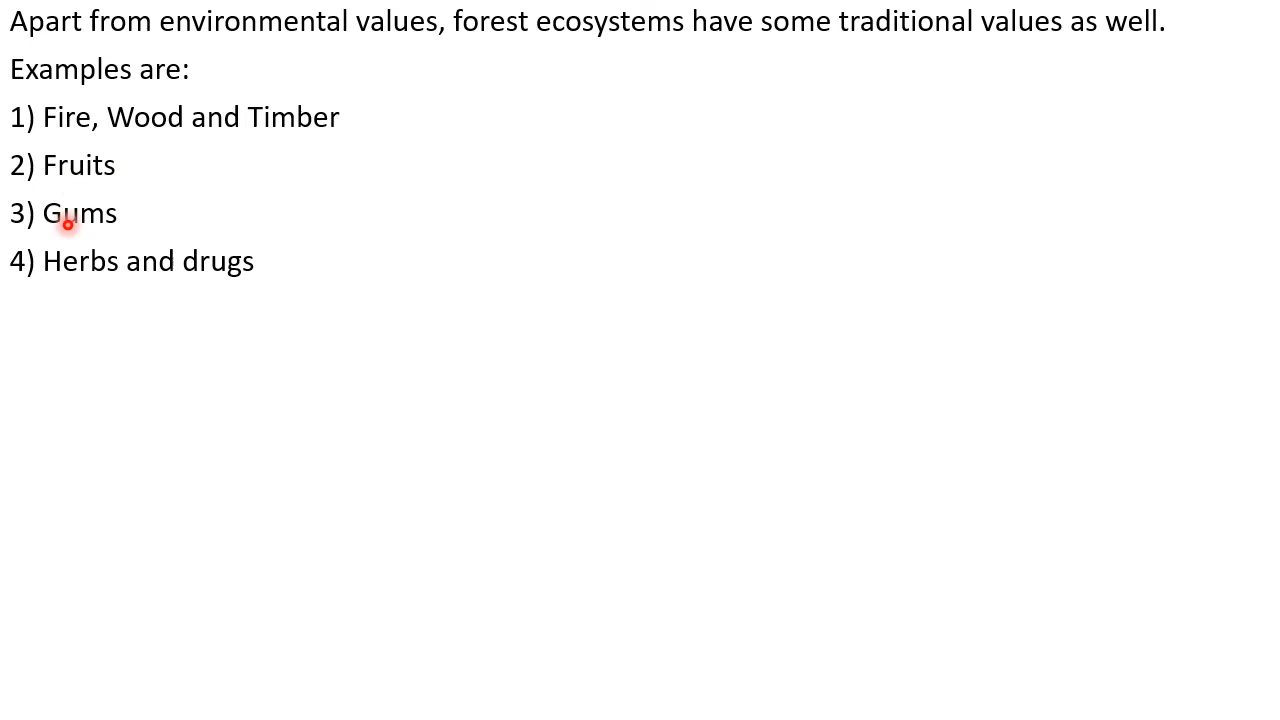 Apart from environmental values, forest ecosystems have some traditional values as well.
Examples are:
1) Fire, Wood and Timber
2) Fruits
3) Gums
4) Herbs and drugs